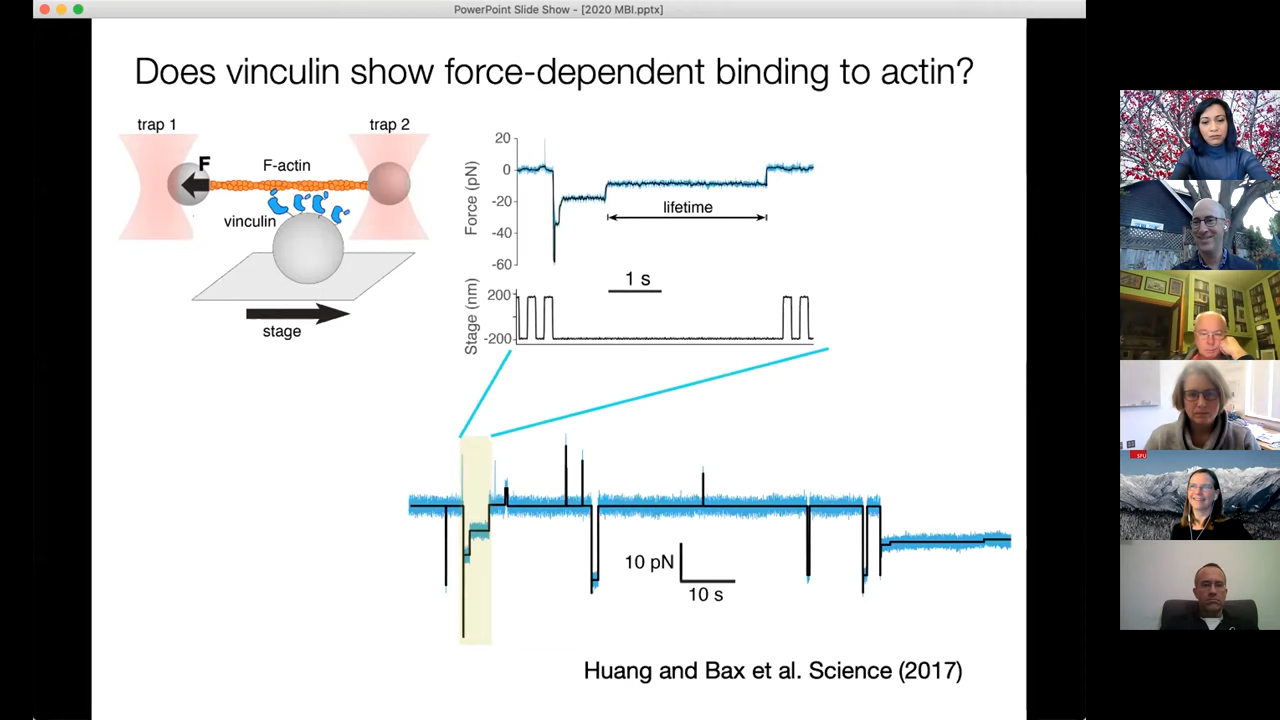 PowerPoint Slide Show - [2020 MBI.pptx]
Does vinculin show force-dependent binding to actin?
trap 1
trap 2
F
F-actin
vinculin
stage
Force (pN)
20
0
-20
-40
-60
lifetime
1 s
Stage (nm)
200
-200
10 pN
10 s
Huang and Bax et al. Science (2017)
SFU